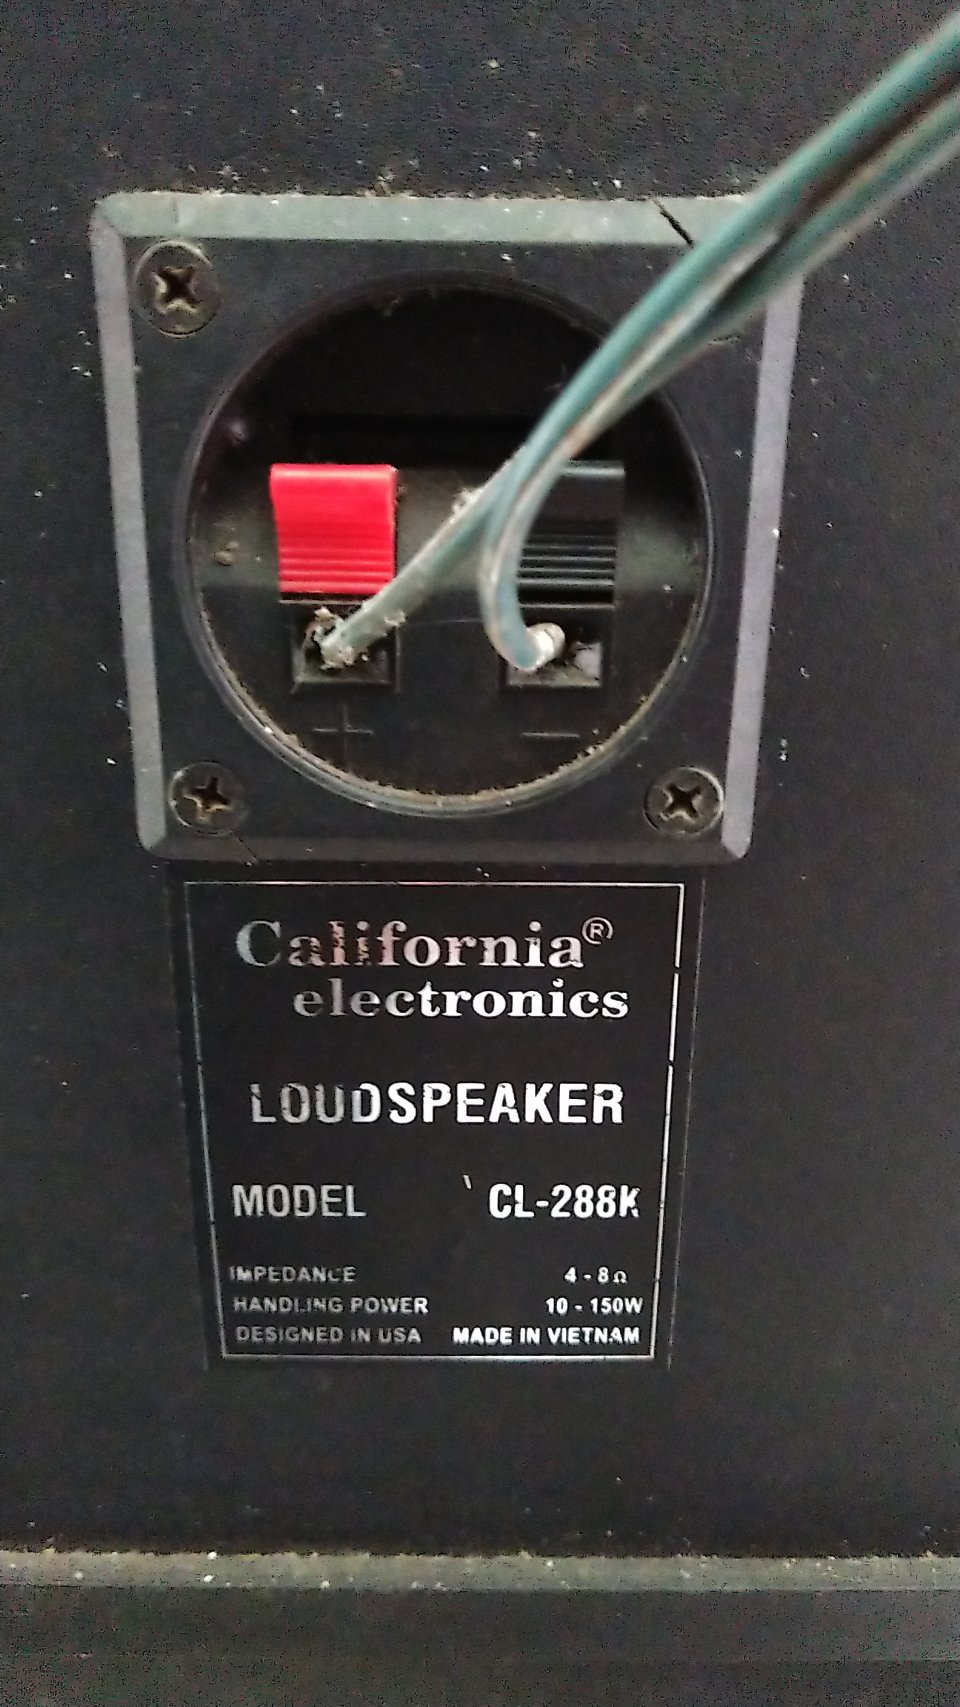 + −
California®
electronics
LOUDSPEAKER
MODEL CL-288K
IMPEDANCE 4 - 8Ω
HANDLING POWER 10 - 150W
DESIGNED IN USA MADE IN VIETNAM